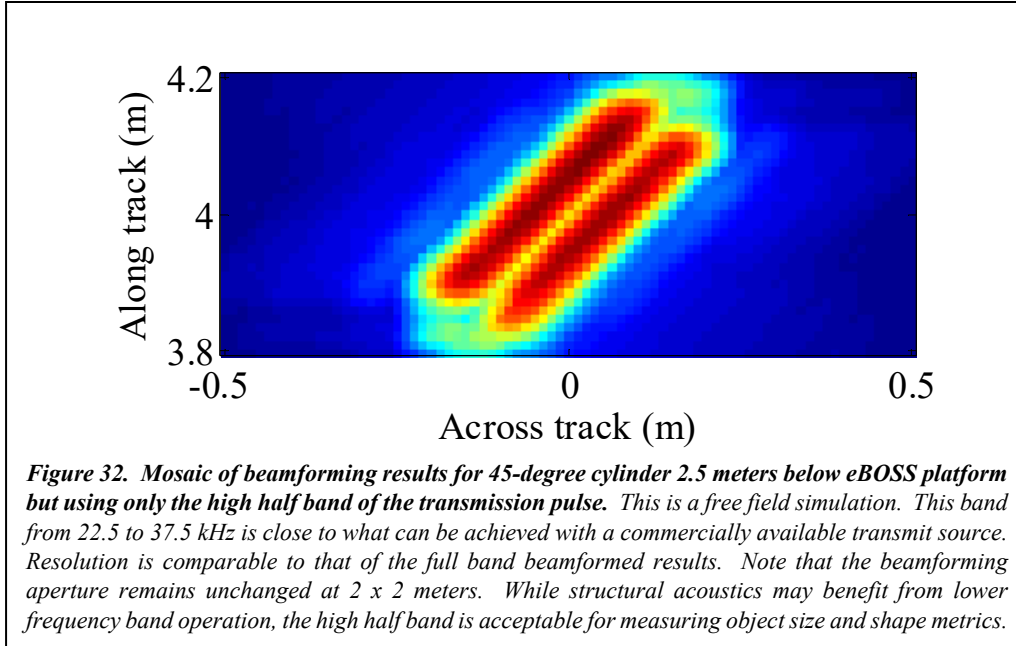 4.2
4
3.8
Along track (m)
-0.5 0 0.5
Across track (m)
Figure 32. Mosaic of beamforming results for 45-degree cylinder 2.5 meters below eBOSS platform
but using only the high half band of the transmission pulse. This is a free field simulation. This band
from 22.5 to 37.5 kHz is close to what can be achieved with a commercially available transmit source.
Resolution is comparable to that of the full band beamformed results. Note that the beamforming
aperture remains unchanged at 2 x 2 meters. While structural acoustics may benefit from lower
frequency band operation, the high half band is acceptable for measuring object size and shape metrics.